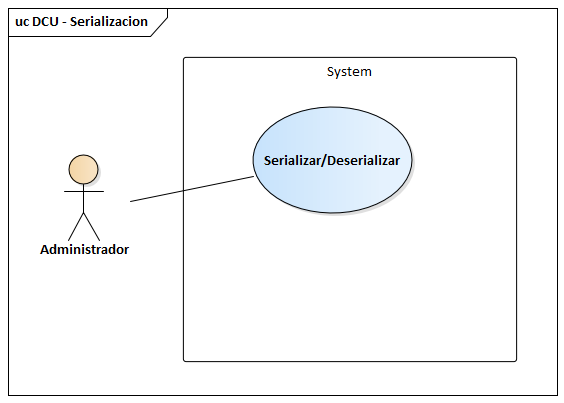 uc DCU - Serializacion
System
Serializar/Deserializar
Administrador